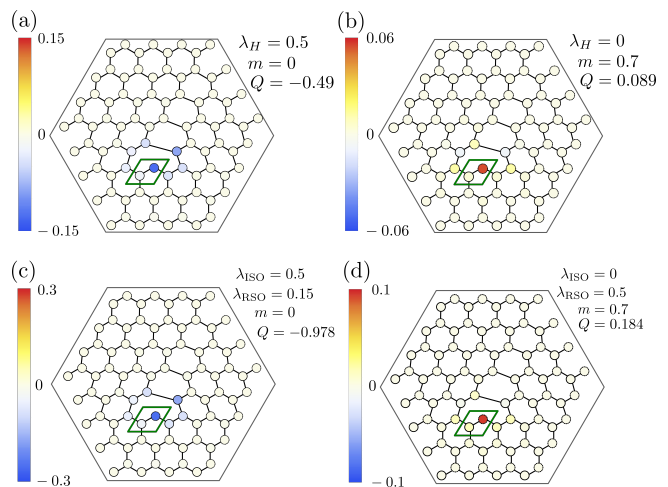 (a)
0.15
0
−0.15
λ_H = 0.5
m = 0
Q = −0.49
(b)
0.06
0
−0.06
λ_H = 0
m = 0.7
Q = 0.089
(c)
0.3
0
−0.3
λ_ISO = 0.5
λ_RSO = 0.15
m = 0
Q = −0.978
(d)
0.1
0
−0.1
λ_ISO = 0
λ_RSO = 0.5
m = 0.7
Q = 0.184